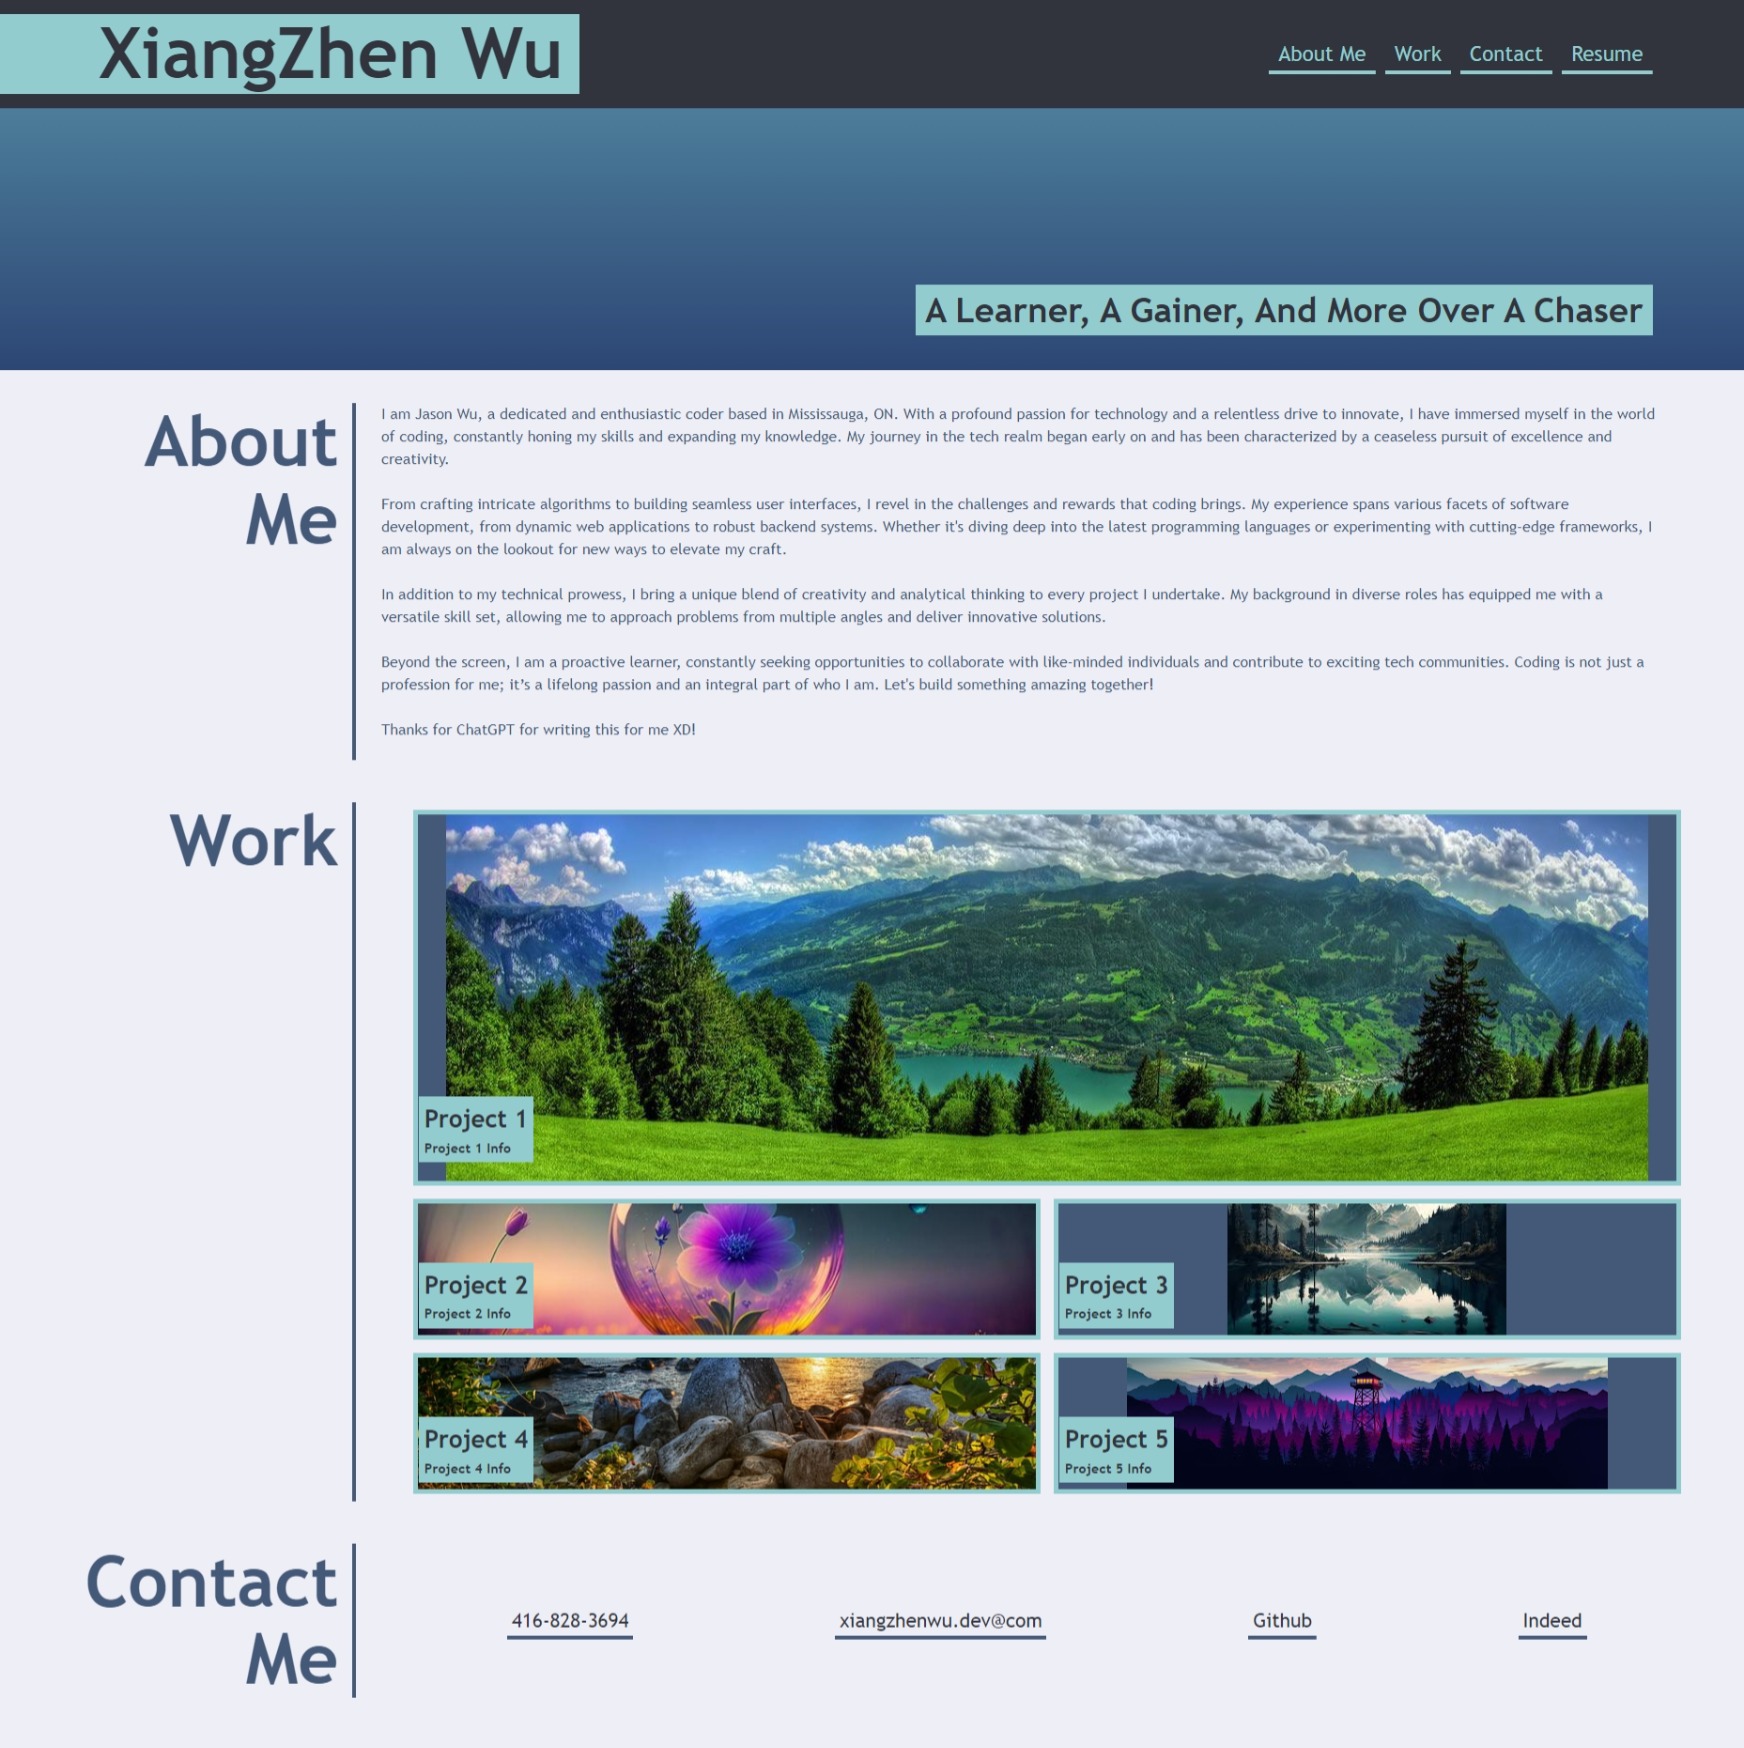 XiangZhen Wu
About Me
Work
Contact
Resume
A Learner, A Gainer, And More Over A Chaser
About
Me
I am Jason Wu, a dedicated and enthusiastic coder based in Mississauga, ON. With a profound passion for technology and a relentless drive to innovate, I have immersed myself in the world
of coding, constantly honing my skills and expanding my knowledge. My journey in the tech realm began early on and has been characterized by a ceaseless pursuit of excellence and
creativity.
From crafting intricate algorithms to building seamless user interfaces, I revel in the challenges and rewards that coding brings. My experience spans various facets of software
development, from dynamic web applications to robust backend systems. Whether it's diving deep into the latest programming languages or experimenting with cutting-edge frameworks, I
am always on the lookout for new ways to elevate my craft.
In addition to my technical prowess, I bring a unique blend of creativity and analytical thinking to every project I undertake. My background in diverse roles has equipped me with a
versatile skill set, allowing me to approach problems from multiple angles and deliver innovative solutions.
Beyond the screen, I am a proactive learner, constantly seeking opportunities to collaborate with like-minded individuals and contribute to exciting tech communities. Coding is not just a
profession for me; it’s a lifelong passion and an integral part of who I am. Let's build something amazing together!
Thanks for ChatGPT for writing this for me XD!
Work
Project 1
Project 1 Info
Project 2
Project 2 Info
Project 3
Project 3 Info
Project 4
Project 4 Info
Project 5
Project 5 Info
Contact
Me
416-828-3694
xiangzhenwu.dev@com
Github
Indeed